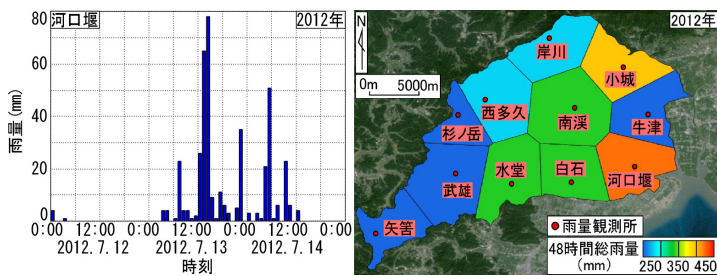 河口堰
2012年
80
60
40
20
0
雨量(mm)
0:00 12:00 0:00 12:00 0:00 12:00 0:00
2012.7.12 2012.7.13 2012.7.14
時刻
2012年
N
0m 5000m
岸川
小城
西多久
南渓
牛津
杉ノ岳
水堂
白石
河口堰
武雄
矢筈
雨量観測所
48時間総雨量
(mm)
250 350 450